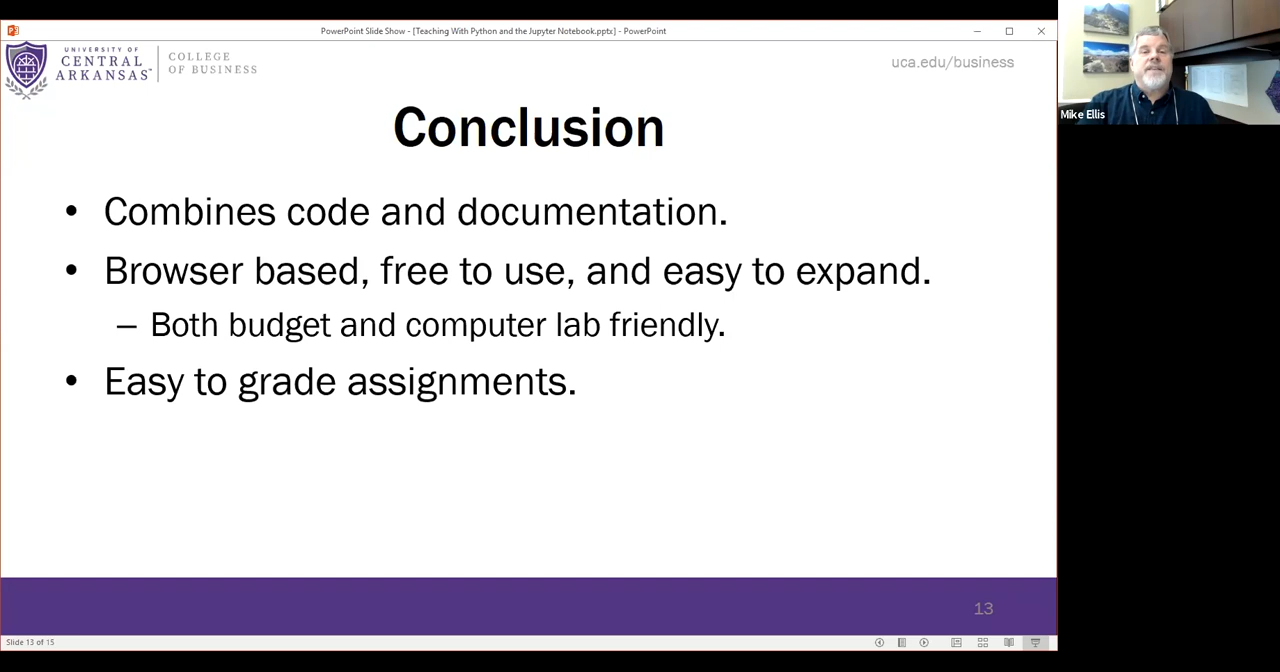 PowerPoint Slide Show - [Teaching With Python and the Jupyter Notebook.pptx] - PowerPoint
UNIVERSITY OF
CENTRAL
ARKANSAS™
COLLEGE
OF BUSINESS
uca.edu/business
Mike Ellis
Conclusion
• Combines code and documentation.
• Browser based, free to use, and easy to expand.
– Both budget and computer lab friendly.
• Easy to grade assignments.
13
Slide 13 of 15